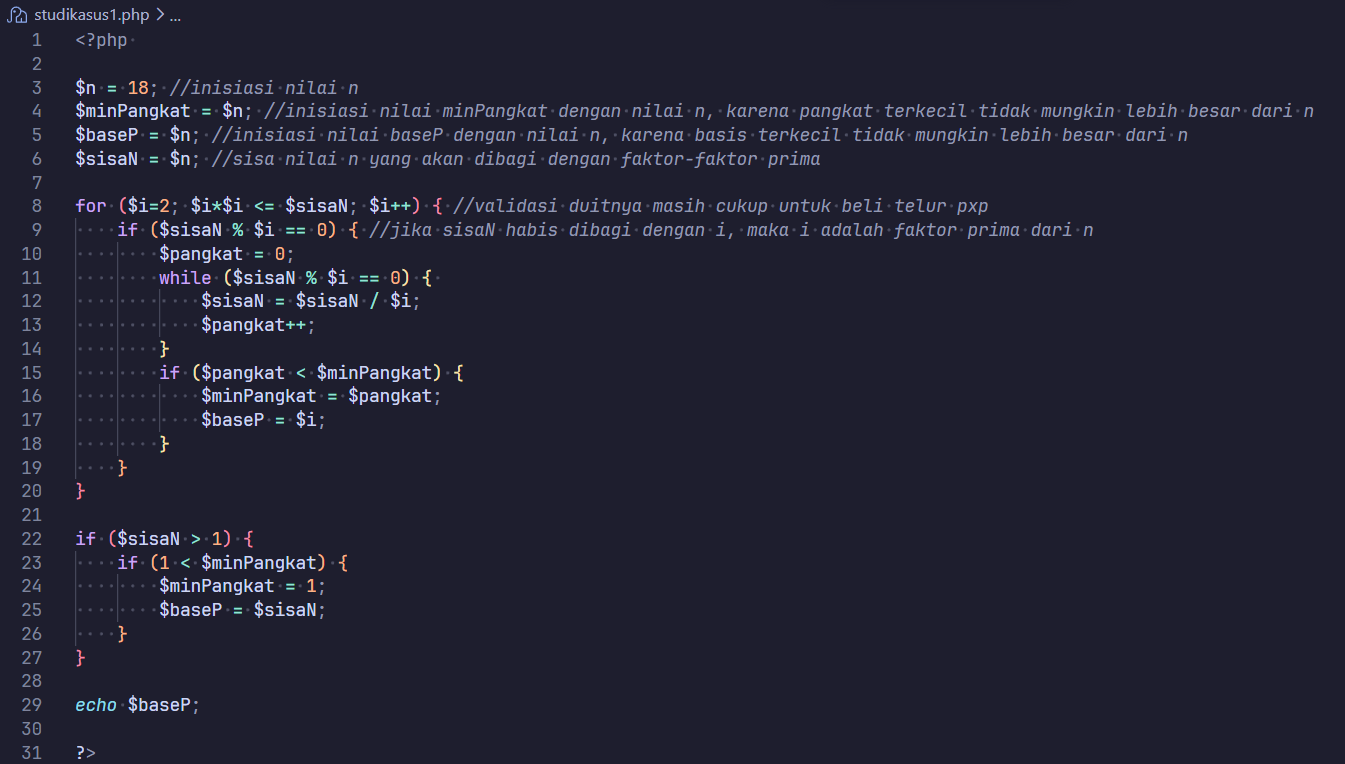 studikasus1.php > ...
1 <?php
2
3 $n = 18; //inisiasi nilai n
4 $minPangkat = $n; //inisiasi nilai minPangkat dengan nilai n, karena pangkat terkecil tidak mungkin lebih besar dari n
5 $baseP = $n; //inisiasi nilai baseP dengan nilai n, karena basis terkecil tidak mungkin lebih besar dari n
6 $sisaN = $n; //sisa nilai n yang akan dibagi dengan faktor-faktor prima
7
8 for ($i=2; $i*$i <= $sisaN; $i++) { //validasi duitnya masih cukup untuk beli telur pxp
9     if ($sisaN % $i == 0) { //jika sisaN habis dibagi dengan i, maka i adalah faktor prima dari n
10         $pangkat = 0;
11         while ($sisaN % $i == 0) {
12             $sisaN = $sisaN / $i;
13             $pangkat++;
14         }
15         if ($pangkat < $minPangkat) {
16             $minPangkat = $pangkat;
17             $baseP = $i;
18         }
19     }
20 }
21
22 if ($sisaN > 1) {
23     if (1 < $minPangkat) {
24         $minPangkat = 1;
25         $baseP = $sisaN;
26     }
27 }
28
29 echo $baseP;
30
31 ?>